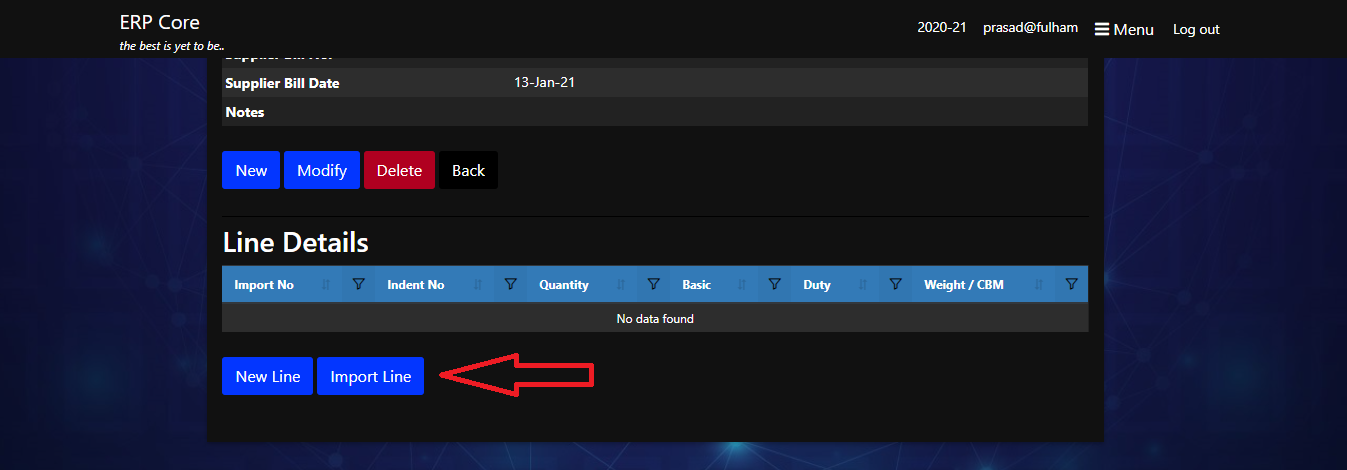 ERP Core
the best is yet to be..
2020-21 prasad@fulham Menu Log out
Supplier Bill Date 13-Jan-21
Notes
New Modify Delete Back
Line Details
Import No Indent No Quantity Basic Duty Weight / CBM
No data found
New Line Import Line